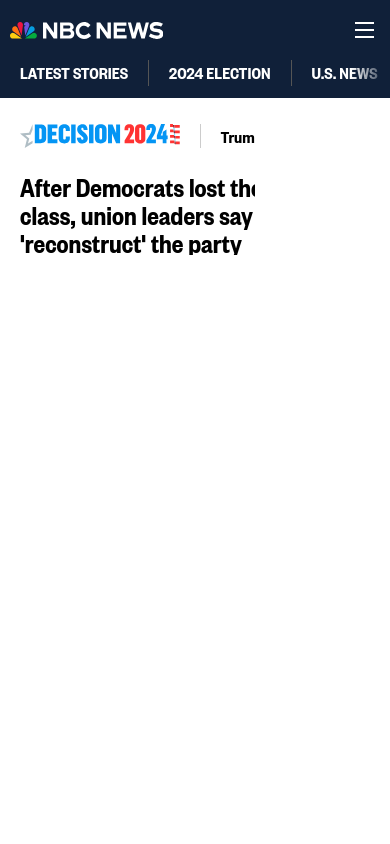 NBC NEWS
LATEST STORIES
2024 ELECTION
U.S. NEWS
DECISION 2024
Trum
After Democrats lost the
class, union leaders say
'reconstruct' the party